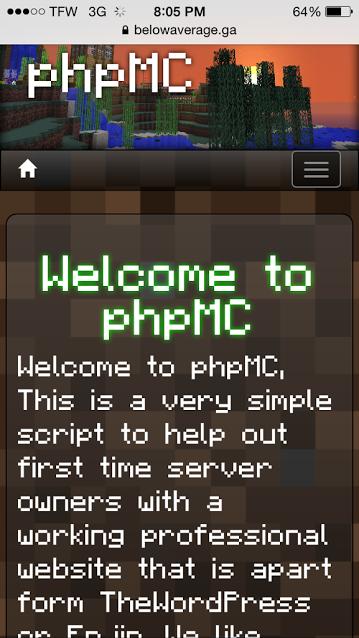 TFW 3G 8:05 PM 64%
belowaverage.ga
phpMC
Welcome to
phpMC
Welcome to phpMC,
This is a very simple
script to help out
first time server
owners with a
working professional
website that is apart
form TheWordPress
or Enjin. We like